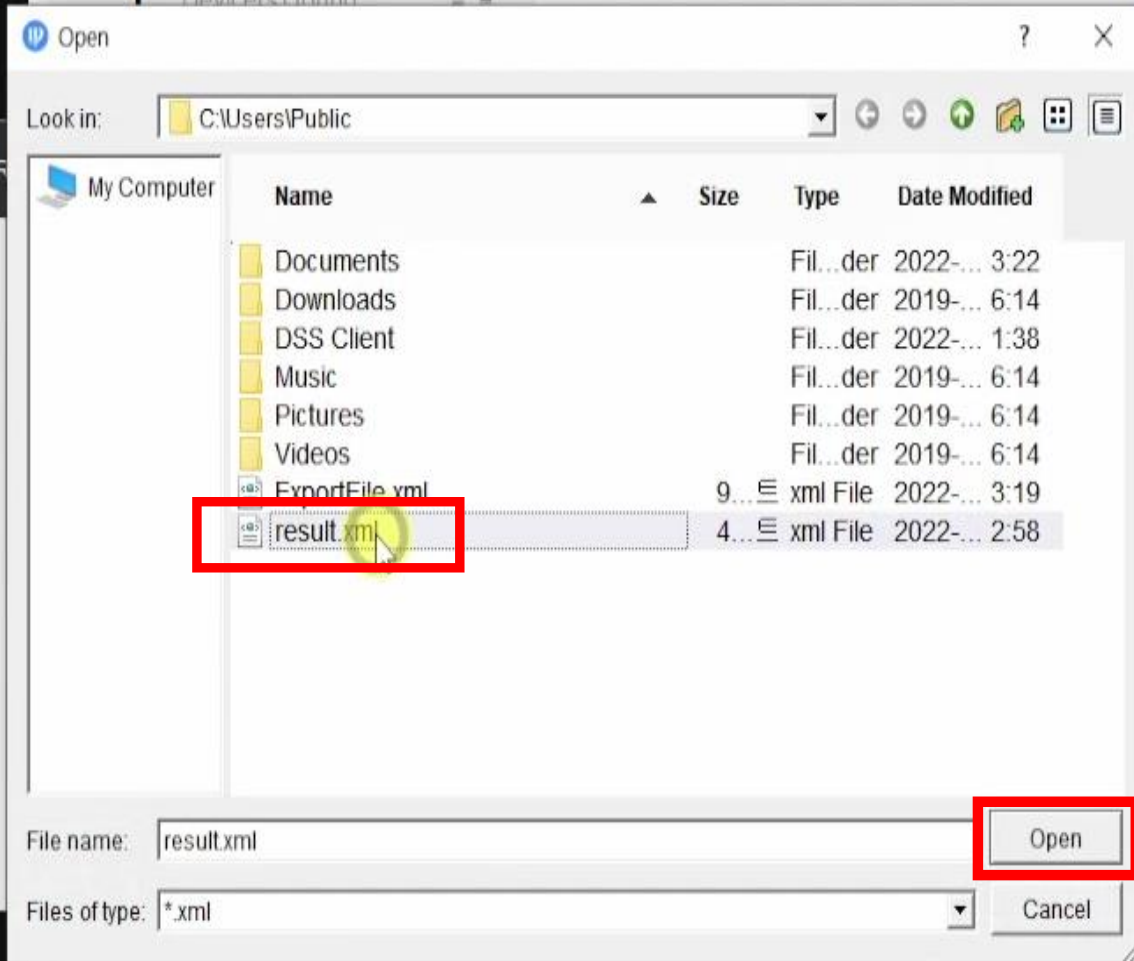 Open
?
Look in: C:\Users\Public
My Computer
Name Size Type Date Modified
Documents Fil...der 2022-... 3:22
Downloads Fil...der 2019-... 6:14
DSS Client Fil...der 2022-... 1:38
Music Fil...der 2019-... 6:14
Pictures Fil...der 2019-... 6:14
Videos Fil...der 2019-... 6:14
ExportFile.xml 9...트 xml File 2022-... 3:19
result.xml 4...트 xml File 2022-... 2:58
File name: result.xml Open
Files of type: *.xml Cancel